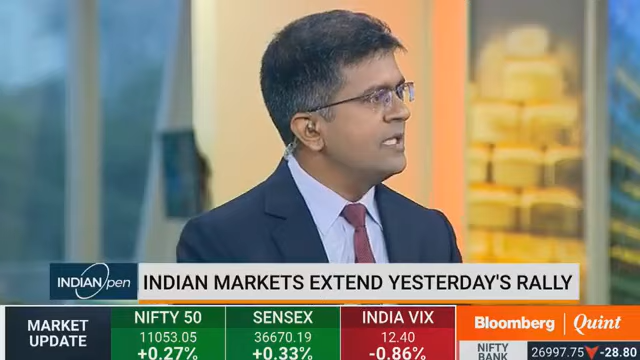 INDIAN Open
INDIAN MARKETS EXTEND YESTERDAY'S RALLY
MARKET UPDATE
NIFTY 50
11053.05
+0.27%
SENSEX
36670.19
+0.33%
INDIA VIX
12.40
-0.86%
Bloomberg | Quint
NIFTY BANK
26997.75 ▼ -28.80